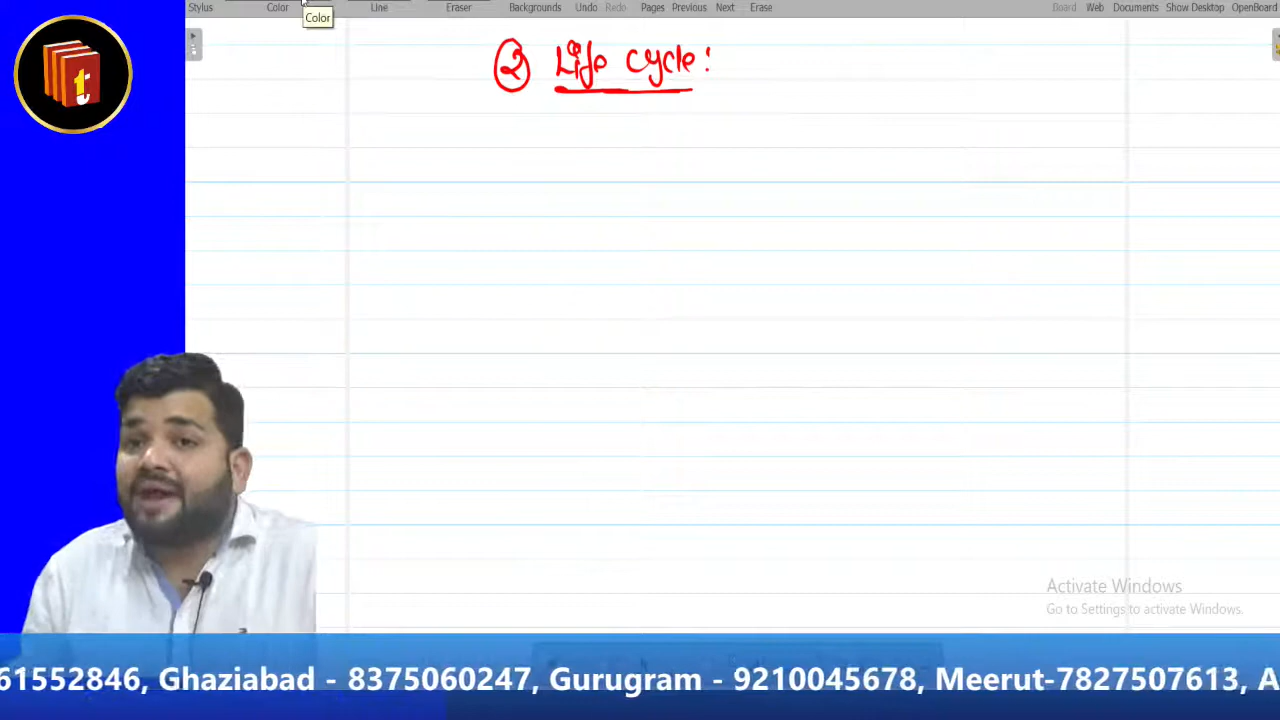 Stylus Color Line Eraser Backgrounds Undo Redo Pages Previous Next Erase Board Web Documents Show Desktop OpenBoard
Color
② Life cycle:
t
Activate Windows
Go to Settings to activate Windows.
61552846, Ghaziabad - 8375060247, Gurugram - 9210045678, Meerut-7827507613, A